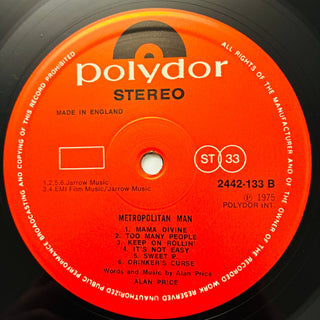 polydor
STEREO
MADE IN ENGLAND
ST 33
1,2,5,6.Jarrow Music
3,4.EMI Film Music/Jarrow Music.
2442-133 B
℗ 1975
POLYDOR INT.
METROPOLITAN MAN
1. MAMA DIVINE
2. TOO MANY PEOPLE
3. KEEP ON ROLLIN'
4. IT'S NOT EASY
5. SWEET P.
6. DRINKER'S CURSE
Words and Music by Alan Price
ALAN PRICE
ALL RIGHTS OF THE MANUFACTURER AND OF THE OWNER OF THE RECORDED WORK RESERVED UNAUTHORIZED PUBLIC PERFORMANCE BROADCASTING AND COPYING OF THIS RECORD PROHIBITED